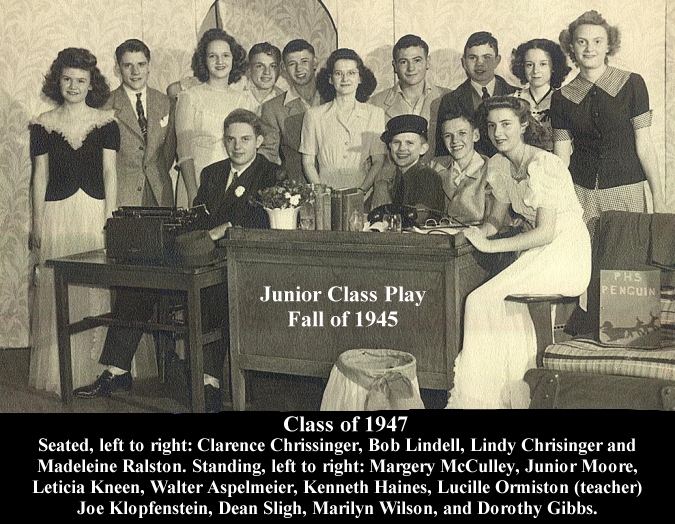 PHS
PENGUIN
Junior Class Play
Fall of 1945
Class of 1947
Seated, left to right: Clarence Chrissinger, Bob Lindell, Lindy Chrisinger and
Madeleine Ralston. Standing, left to right: Margery McCulley, Junior Moore,
Leticia Kneen, Walter Aspelmeier, Kenneth Haines, Lucille Ormiston (teacher)
Joe Klopfenstein, Dean Sligh, Marilyn Wilson, and Dorothy Gibbs.